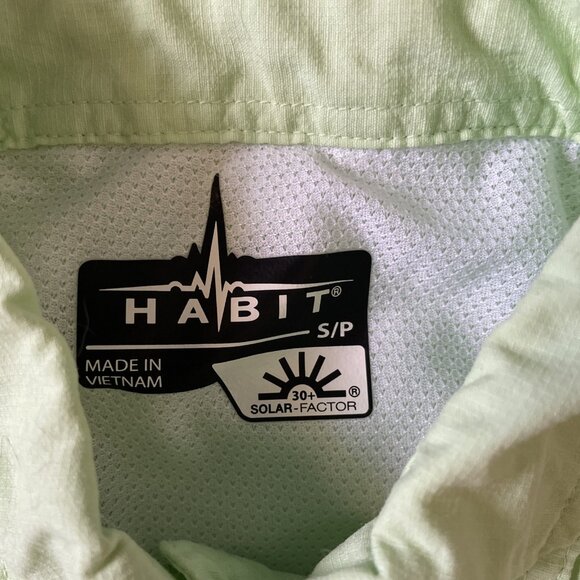 HABIT®
S/P
MADE IN
VIETNAM
30+
SOLAR-FACTOR®